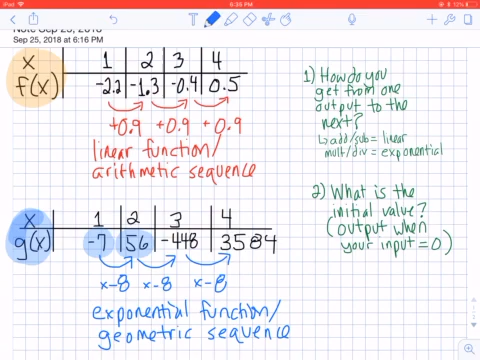 iPad
6:35 PM
53%
Note Sep 25, 2018
Sep 25, 2018 at 6:16 PM
x 1 2 3 4
f(x) -2.2 -1.3 -0.4 0.5
+0.9 +0.9 +0.9
linear function/
arithmetic sequence
x 1 2 3 4
g(x) -7 56 -448 3584
x-8 x-8 x-8
exponential function/
geometric sequence
1) How do you
get from one
output to the
next?
↳ add/sub = linear
mult/div = exponential
2) What is the
initial value?
(output when
your input = 0)